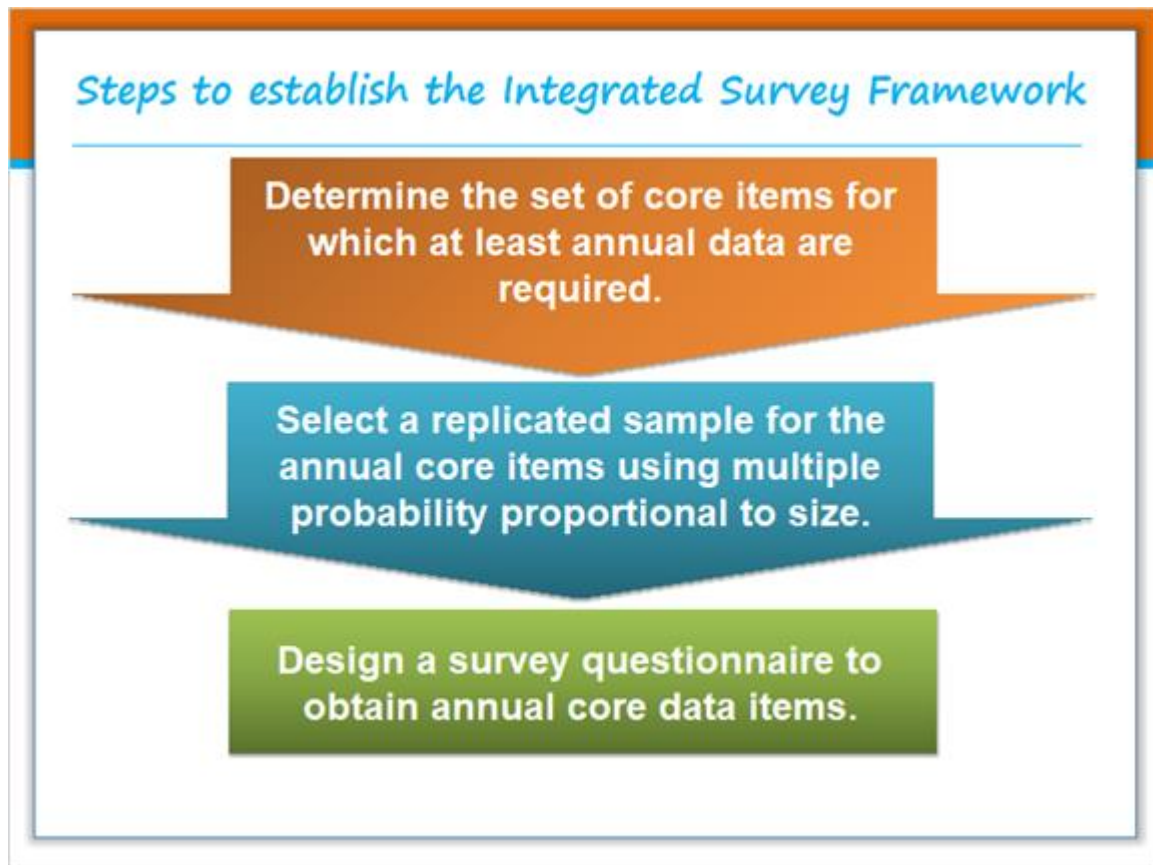 Steps to establish the Integrated Survey Framework
Determine the set of core items for
which at least annual data are
required.
Select a replicated sample for the
annual core items using multiple
probability proportional to size.
Design a survey questionnaire to
obtain annual core data items.